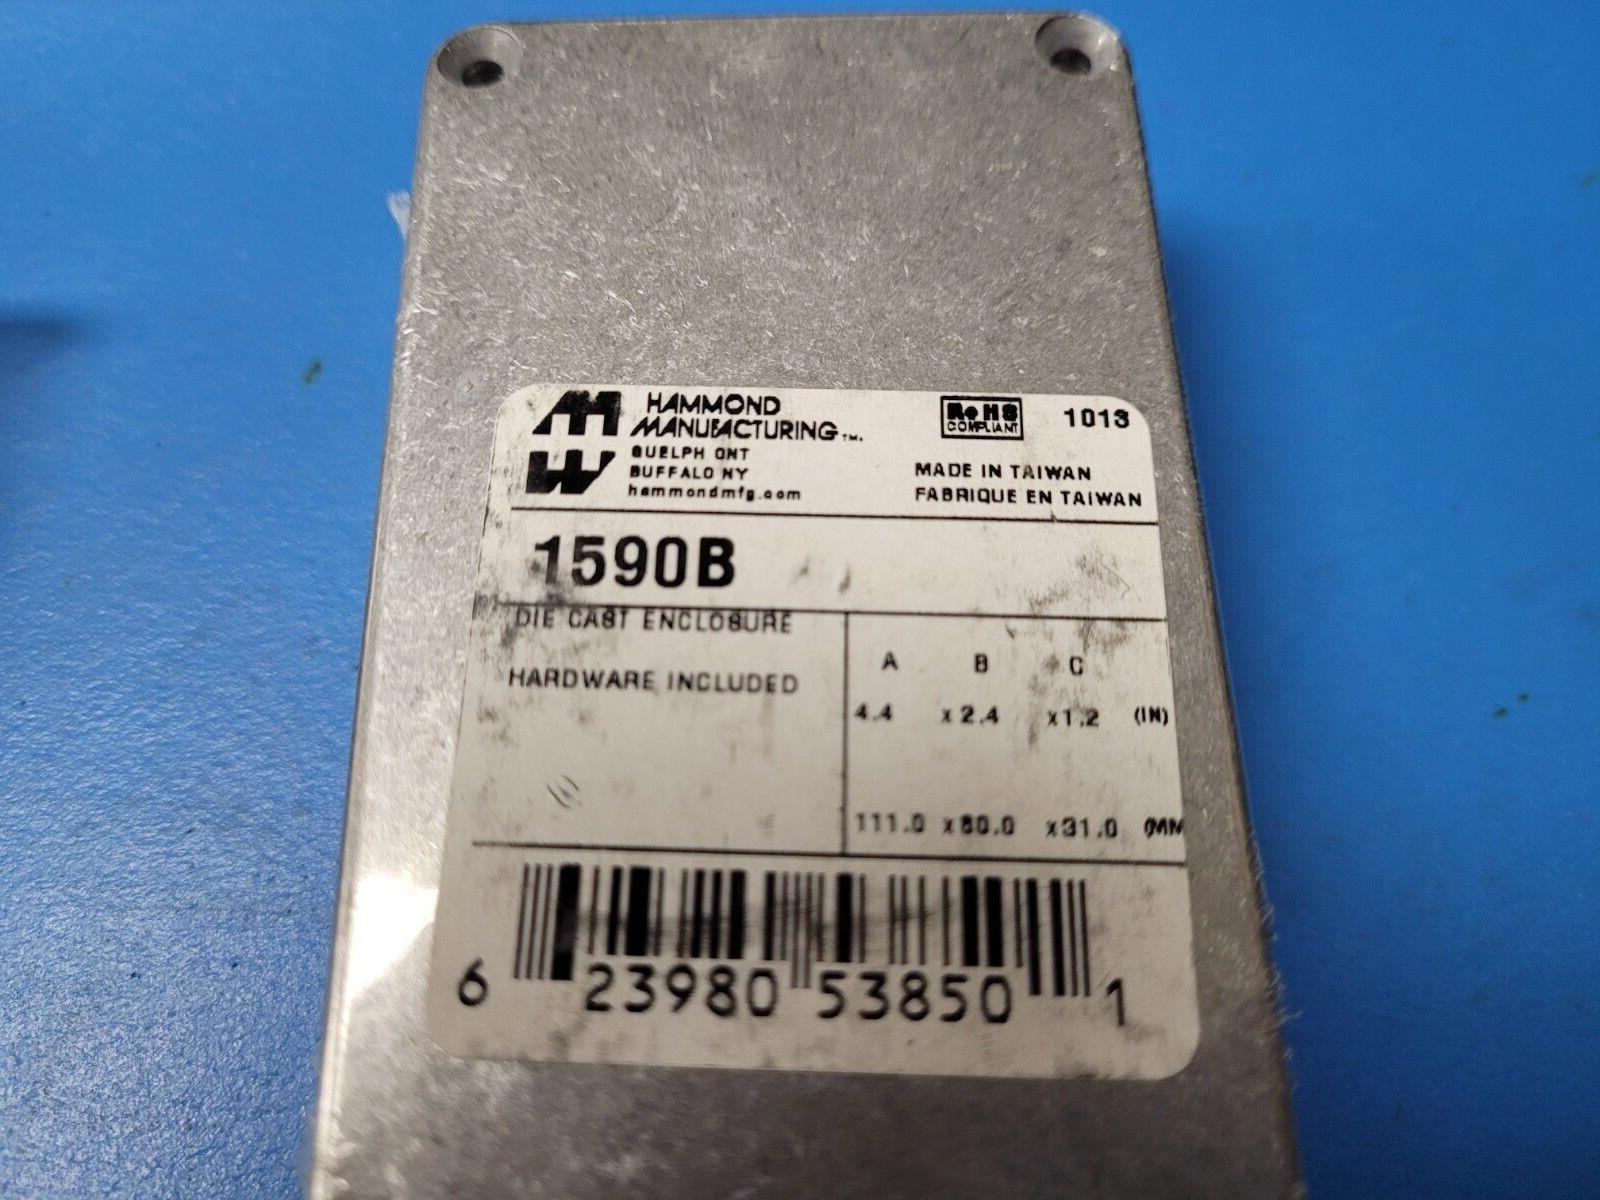 HAMMOND
MANUFACTURING™.
GUELPH ONT
BUFFALO NY
hammondmfg.com
RoHS
COMPLIANT
1013
MADE IN TAIWAN
FABRIQUE EN TAIWAN
1590B
DIE CAST ENCLOSURE
HARDWARE INCLUDED
A B C
4.4 x 2.4 x 1.2 (IN)
111.0 x 60.0 x 31.0 (MM
6 23980 53850 1